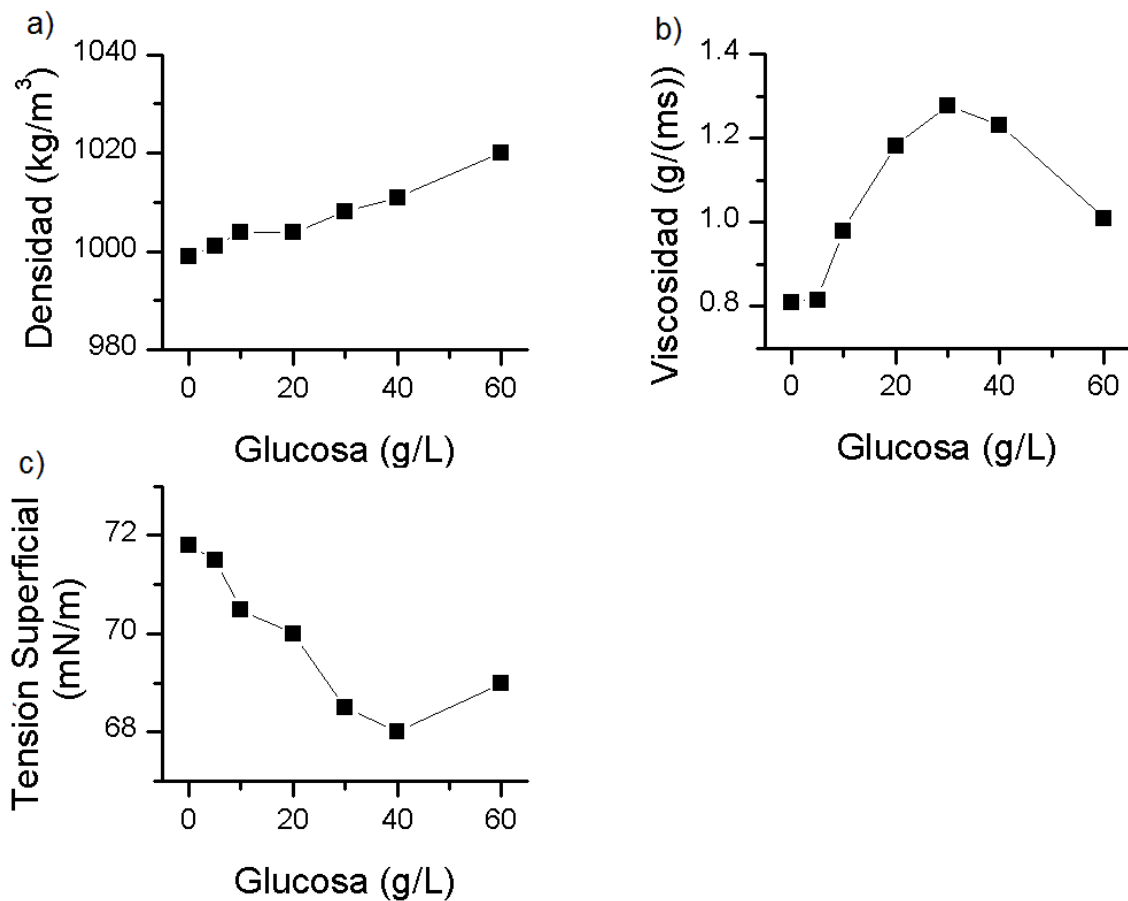 a)
Densidad (kg/m³)
1040
1020
1000
980
0 20 40 60
Glucosa (g/L)
b)
Viscosidad (g/(ms))
1.4
1.2
1.0
0.8
0 20 40 60
Glucosa (g/L)
c)
Tensión Superficial
(mN/m)
72
70
68
0 20 40 60
Glucosa (g/L)